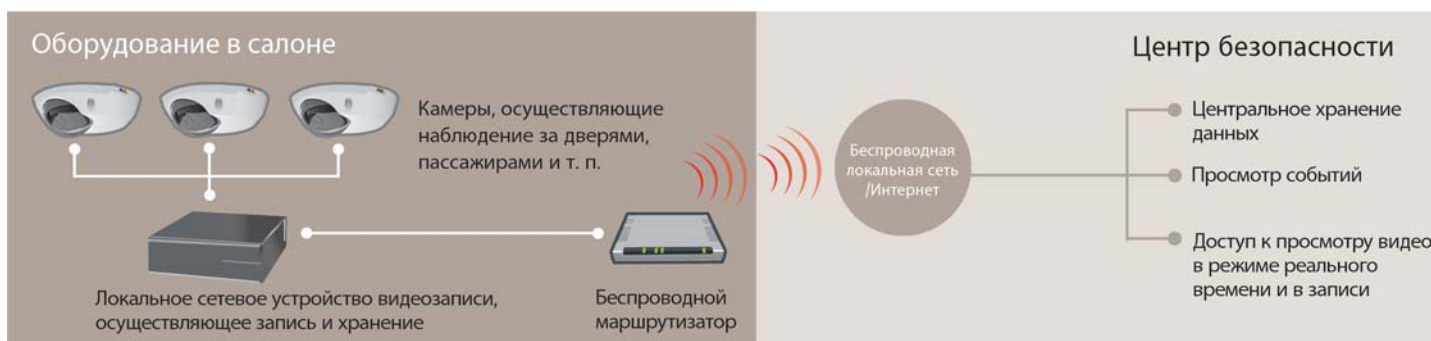 Оборудование в салоне
Камеры, осуществляющие
наблюдение за дверями,
пассажирами и т. п.
Локальное сетевое устройство видеозаписи,
осуществляющее запись и хранение
Беспроводной
маршрутизатор
Беспроводная
локальная сеть
/Интернет
Центр безопасности
Центральное хранение
данных
Просмотр событий
Доступ к просмотру видео
в режиме реального
времени и в записи